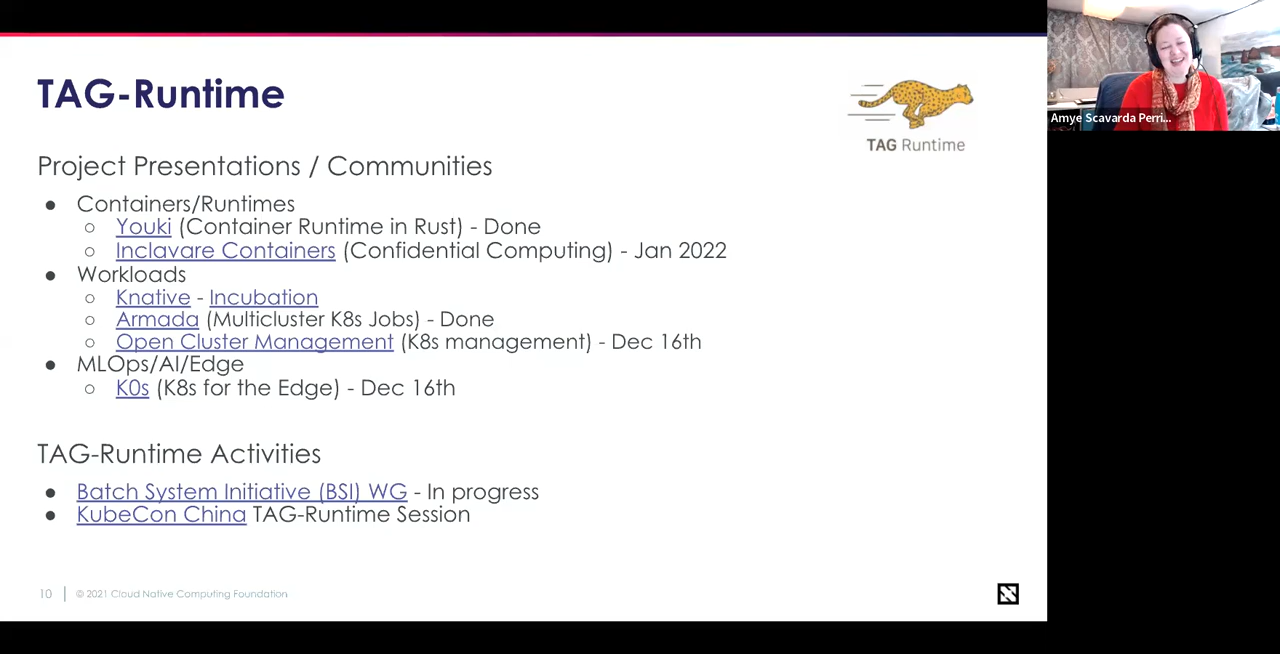 TAG-Runtime
TAG Runtime
Amye Scavarda Perri...
Project Presentations / Communities
● Containers/Runtimes
○ Youki (Container Runtime in Rust) - Done
○ Inclavare Containers (Confidential Computing) - Jan 2022
● Workloads
○ Knative - Incubation
○ Armada (Multicluster K8s Jobs) - Done
○ Open Cluster Management (K8s management) - Dec 16th
● MLOps/AI/Edge
○ K0s (K8s for the Edge) - Dec 16th
TAG-Runtime Activities
● Batch System Initiative (BSI) WG - In progress
● KubeCon China TAG-Runtime Session
10 | © 2021 Cloud Native Computing Foundation